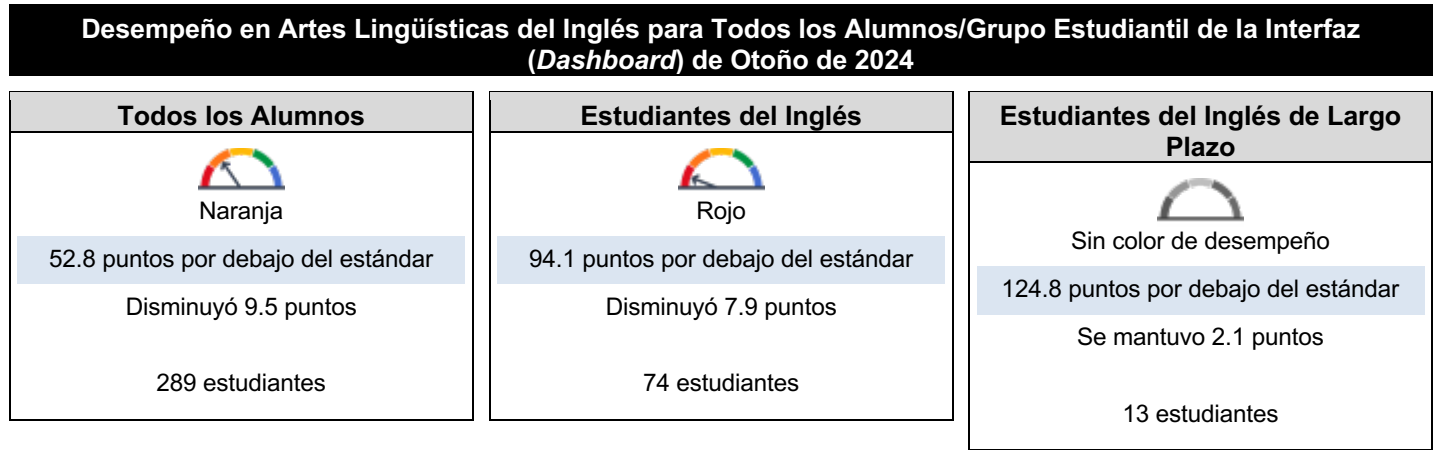 Desempeño en Artes Lingüísticas del Inglés para Todos los Alumnos/Grupo Estudiantil de la Interfaz
(Dashboard) de Otoño de 2024
Todos los Alumnos
Naranja
52.8 puntos por debajo del estándar
Disminuyó 9.5 puntos
289 estudiantes
Estudiantes del Inglés
Rojo
94.1 puntos por debajo del estándar
Disminuyó 7.9 puntos
74 estudiantes
Estudiantes del Inglés de Largo
Plazo
Sin color de desempeño
124.8 puntos por debajo del estándar
Se mantuvo 2.1 puntos
13 estudiantes